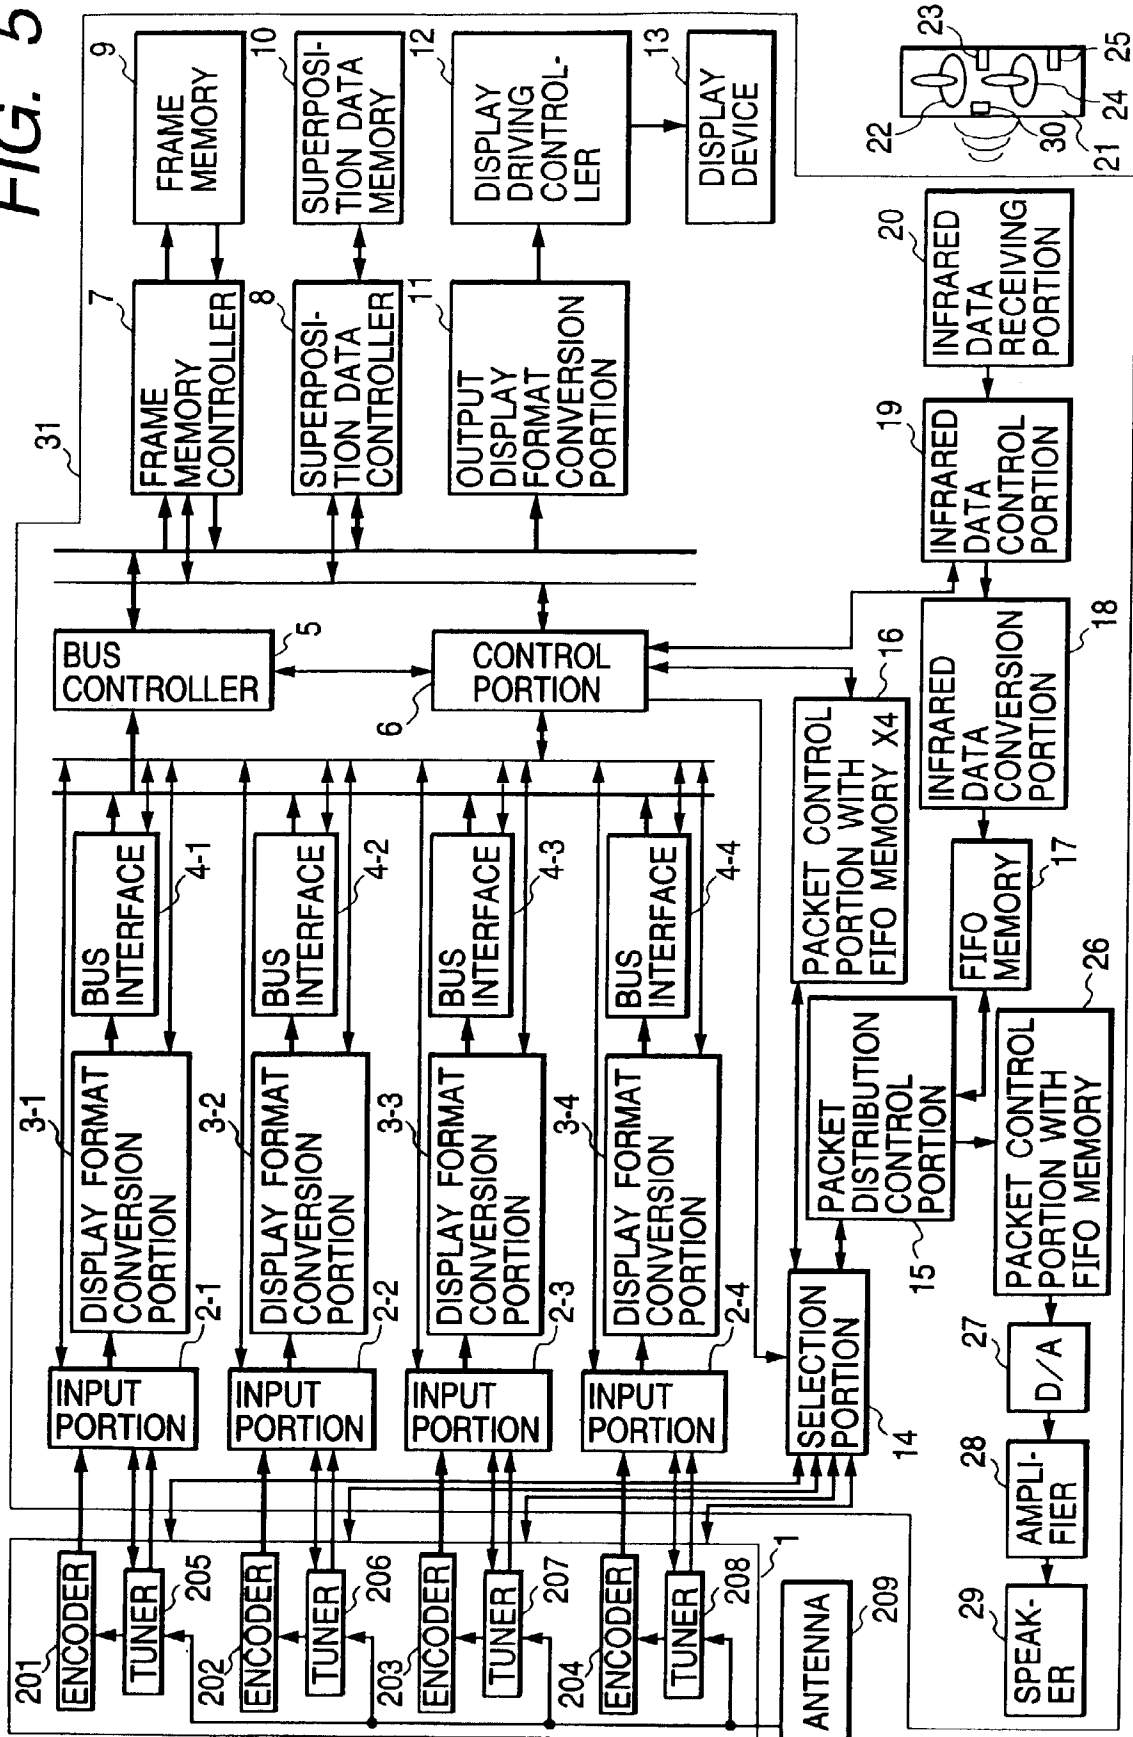 FIG. 5
31
7
FRAME
MEMORY
CONTROLLER
9
FRAME
MEMORY
8
SUPERPOSI-
TION DATA
CONTROLLER
10
SUPERPOSI-
TION DATA
MEMORY
11
OUTPUT
DISPLAY
FORMAT
CONVERSION
PORTION
12
DISPLAY
DRIVING
CONTROL-
LER
13
DISPLAY
DEVICE
BUS
CONTROLLER
5
CONTROL
PORTION
6
201
ENCODER
TUNER
205
INPUT
PORTION
2-1
3-1
DISPLAY FORMAT
CONVERSION
PORTION
BUS
INTERFACE
4-1
202
ENCODER
TUNER
206
INPUT
PORTION
2-2
3-2
DISPLAY FORMAT
CONVERSION
PORTION
BUS
INTERFACE
4-2
203
ENCODER
TUNER
207
INPUT
PORTION
2-3
3-3
DISPLAY FORMAT
CONVERSION
PORTION
BUS
INTERFACE
4-3
204
ENCODER
TUNER
208
INPUT
PORTION
2-4
3-4
DISPLAY FORMAT
CONVERSION
PORTION
BUS
INTERFACE
4-4
1
ANTENNA
209
SELECTION
PORTION
14
PACKET
DISTRIBUTION
CONTROL
PORTION
15
PACKET CONTROL
PORTION WITH
FIFO MEMORY X4
16
FIFO
MEMORY
17
INFRARED
DATA
CONVERSION
PORTION
18
19
INFRARED
DATA
CONTROL
PORTION
20
INFRARED
DATA
RECEIVING
PORTION
22
23
30
21
24
25
29
SPEAK-
ER
28
AMPLI-
FIER
27
D/A
PACKET CONTROL
PORTION WITH
FIFO MEMORY
26